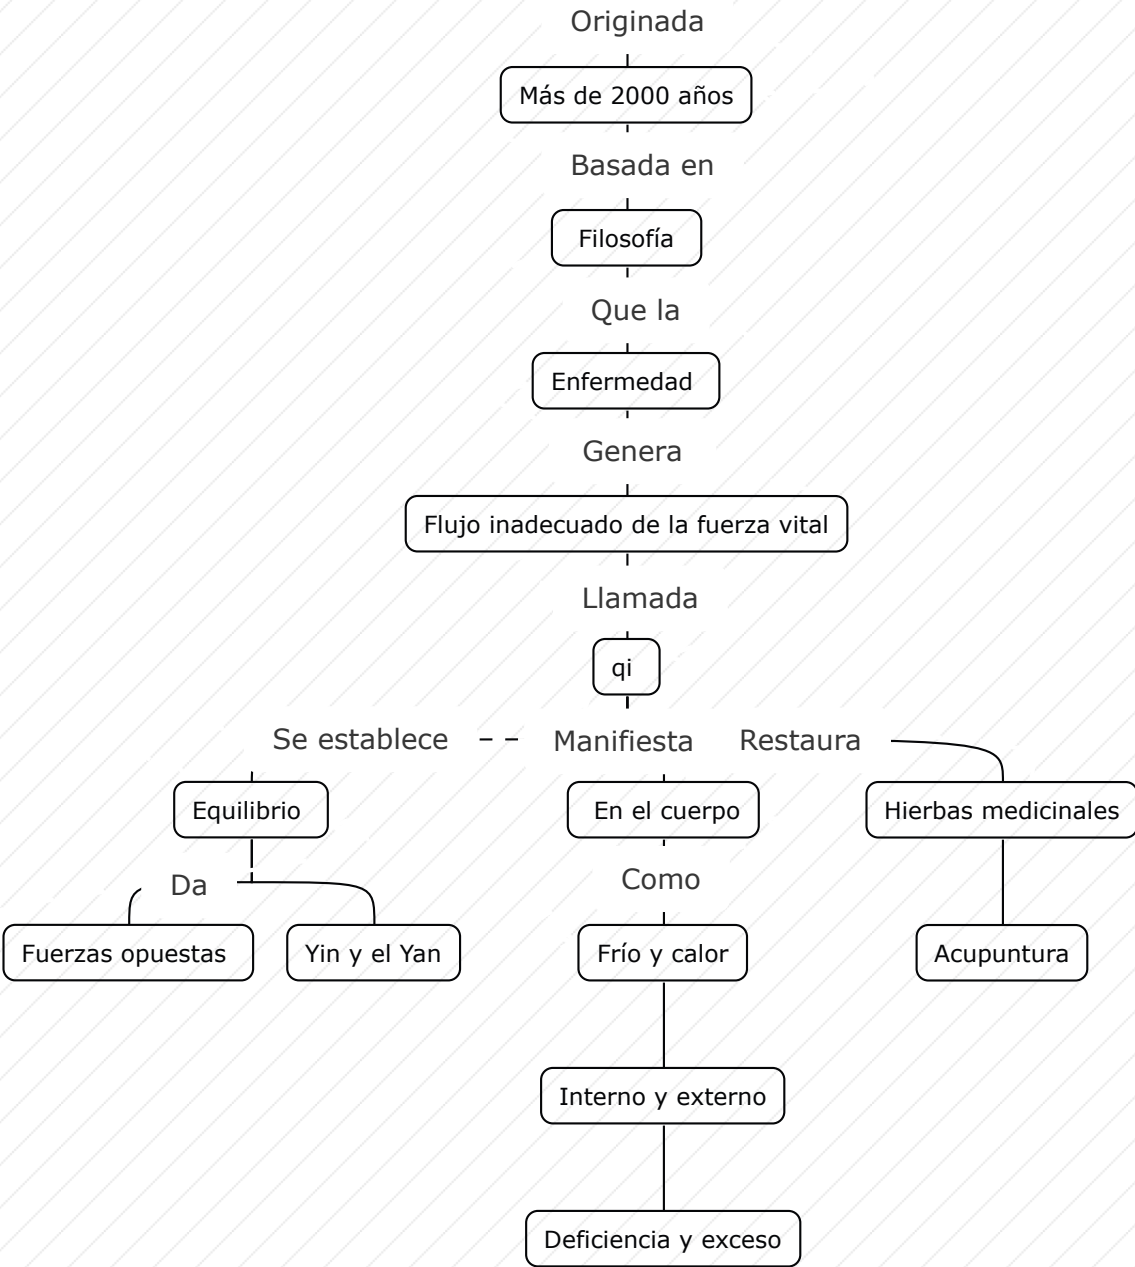 Originada
Más de 2000 años
Basada en
Filosofía
Que la
Enfermedad
Genera
Flujo inadecuado de la fuerza vital
Llamada
qi
Se establece
Manifiesta
Restaura
Equilibrio
En el cuerpo
Hierbas medicinales
Da
Como
Fuerzas opuestas
Yin y el Yan
Frío y calor
Acupuntura
Interno y externo
Deficiencia y exceso